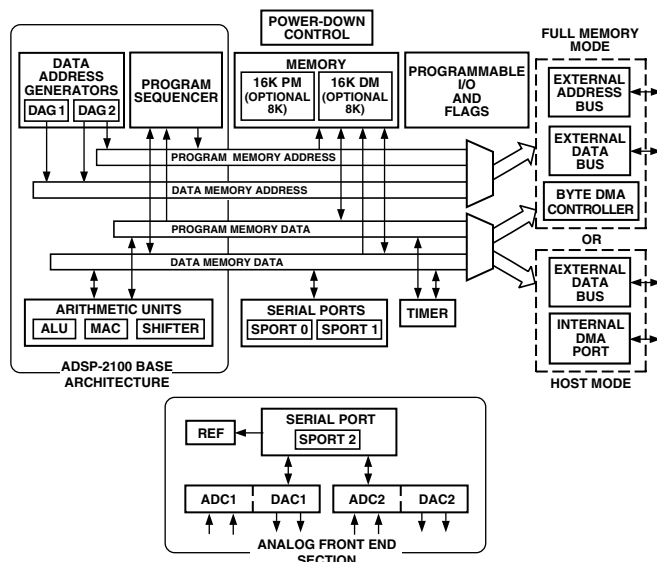 POWER-DOWN
CONTROL
FULL MEMORY
MODE
DATA
ADDRESS
GENERATORS
DAG 1
DAG 2
PROGRAM
SEQUENCER
MEMORY
16K PM
(OPTIONAL
8K)
16K DM
(OPTIONAL
8K)
PROGRAMMABLE
I/O
AND
FLAGS
EXTERNAL
ADDRESS
BUS
EXTERNAL
DATA
BUS
BYTE DMA
CONTROLLER
OR
EXTERNAL
DATA
BUS
INTERNAL
DMA
PORT
HOST MODE
PROGRAM MEMORY ADDRESS
DATA MEMORY ADDRESS
PROGRAM MEMORY DATA
DATA MEMORY DATA
ARITHMETIC UNITS
ALU
MAC
SHIFTER
SERIAL PORTS
SPORT 0
SPORT 1
TIMER
ADSP-2100 BASE
ARCHITECTURE
REF
SERIAL PORT
SPORT 2
ADC1
DAC1
ADC2
DAC2
ANALOG FRONT END
SECTION